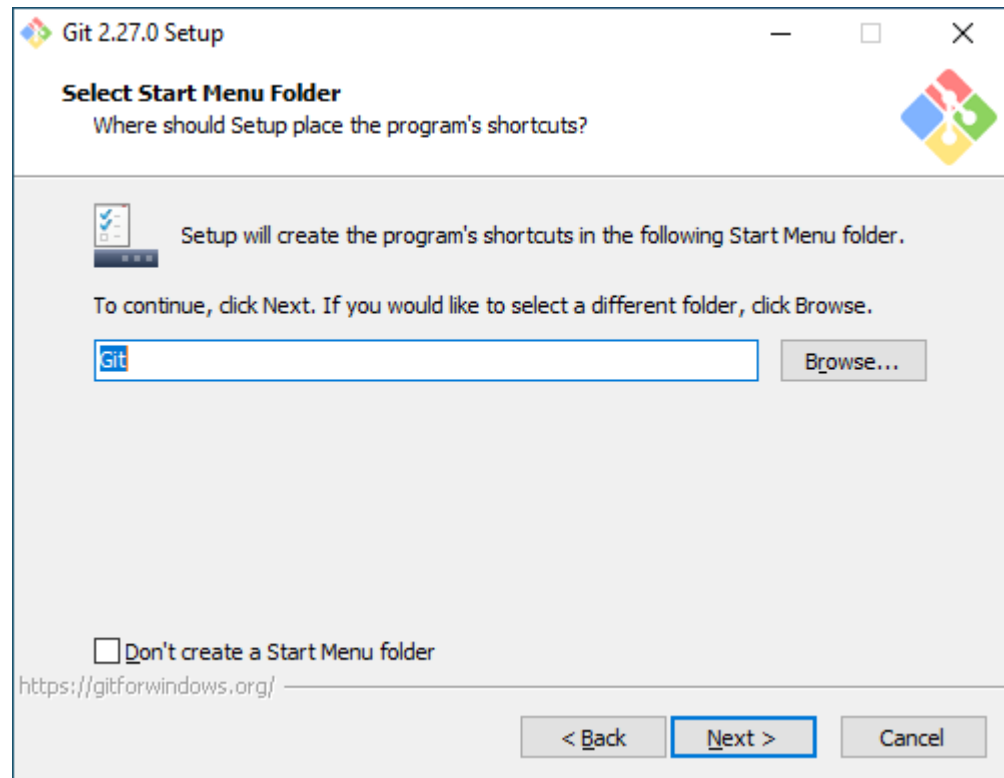 Git 2.27.0 Setup
Select Start Menu Folder
Where should Setup place the program's shortcuts?
Setup will create the program's shortcuts in the following Start Menu folder.
To continue, click Next. If you would like to select a different folder, click Browse.
Git
Browse...
Don't create a Start Menu folder
https://gitforwindows.org/
< Back
Next >
Cancel